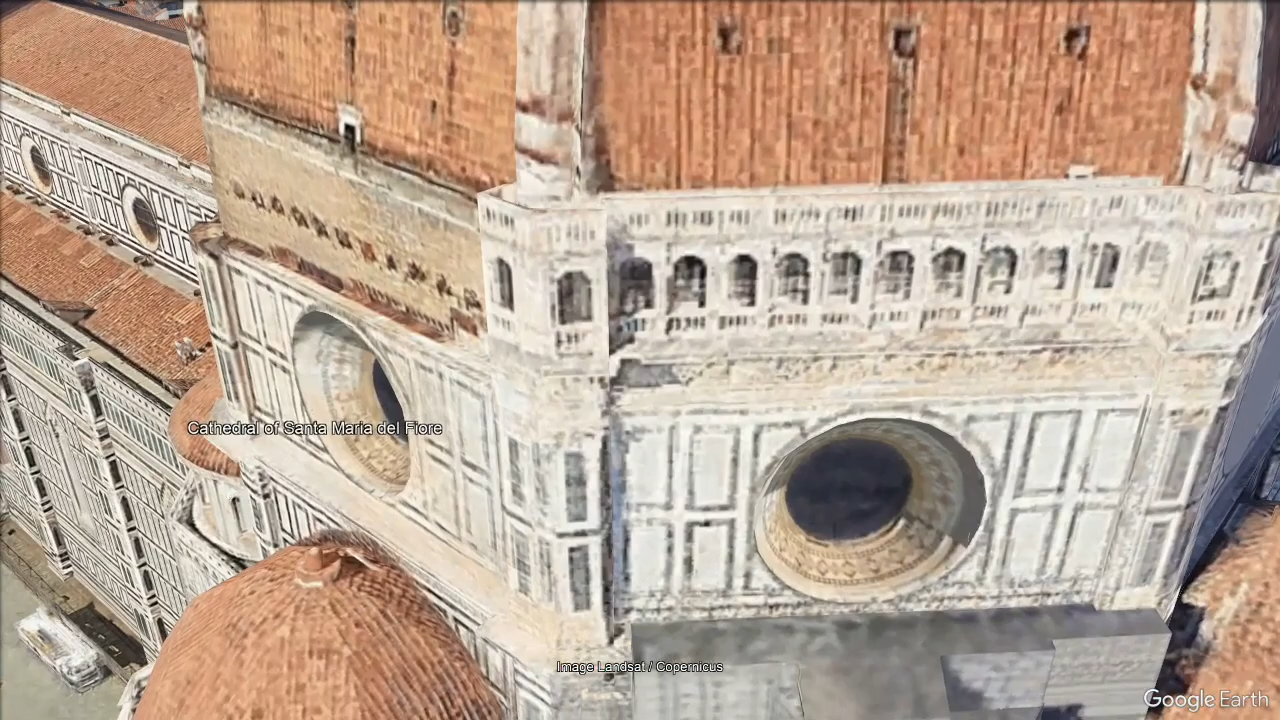 Cathedral of Santa Maria del Fiore
Image Landsat / Copernicus
Google Earth